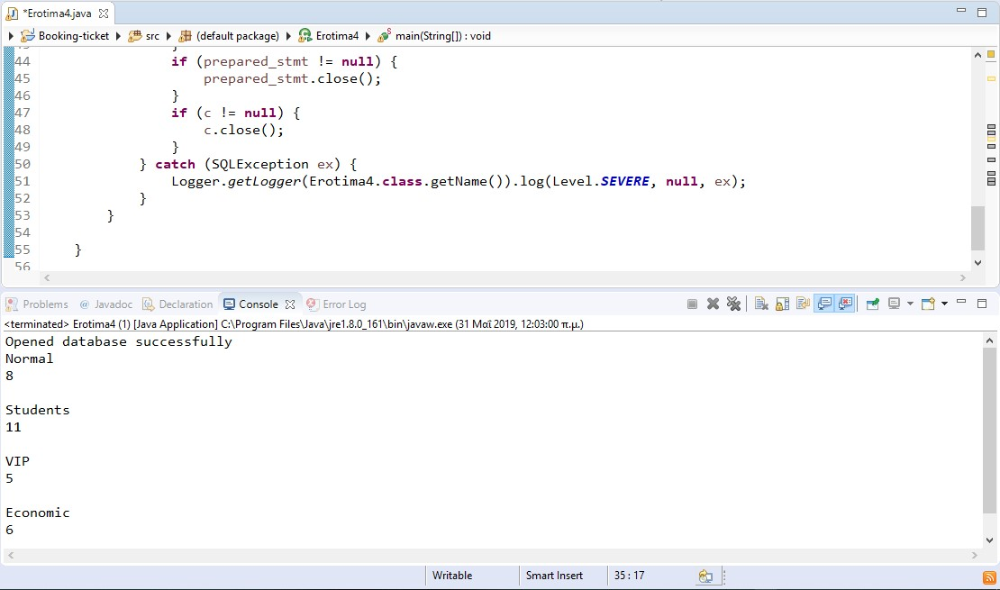 *Erotima4.java
Booking-ticket src (default package) Erotima4 main(String[]) : void
44 if (prepared_stmt != null) {
45 prepared_stmt.close();
46 }
47 if (c != null) {
48 c.close();
49 }
50 } catch (SQLException ex) {
51 Logger.getLogger(Erotima4.class.getName()).log(Level.SEVERE, null, ex);
52 }
53 }
54
55 }
56
Problems @ Javadoc Declaration Console Error Log
<terminated> Erotima4 (1) [Java Application] C:\Program Files\Java\jre1.8.0_161\bin\javaw.exe (31 Μαΐ 2019, 12:03:00 π.μ.)
Opened database successfully
Normal
8
Students
11
VIP
5
Economic
6
Writable Smart Insert 35 : 17